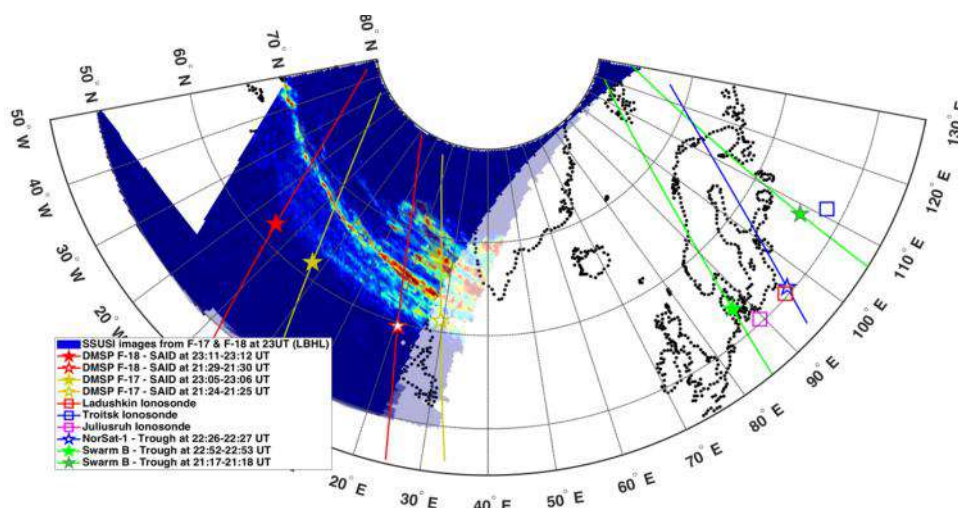 80° N
70° N
60° N
50° N
50° W
40° W
30° W
20° W
130° E
120° E
110° E
100° E
90° E
80° E
70° E
60° E
50° E
40° E
30° E
20° E
SSUSI images from F-17 & F-18 at 23UT (LBHL)
DMSP F-18 - SAID at 23:11-23:12 UT
DMSP F-18 - SAID at 21:29-21:30 UT
DMSP F-17 - SAID at 23:05-23:06 UT
DMSP F-17 - SAID at 21:24-21:25 UT
Ladushkin Ionosonde
Troitsk Ionosonde
Juliusruh Ionosonde
NorSat-1 - Trough at 22:26-22:27 UT
Swarm B - Trough at 22:52-22:53 UT
Swarm B - Trough at 21:17-21:18 UT